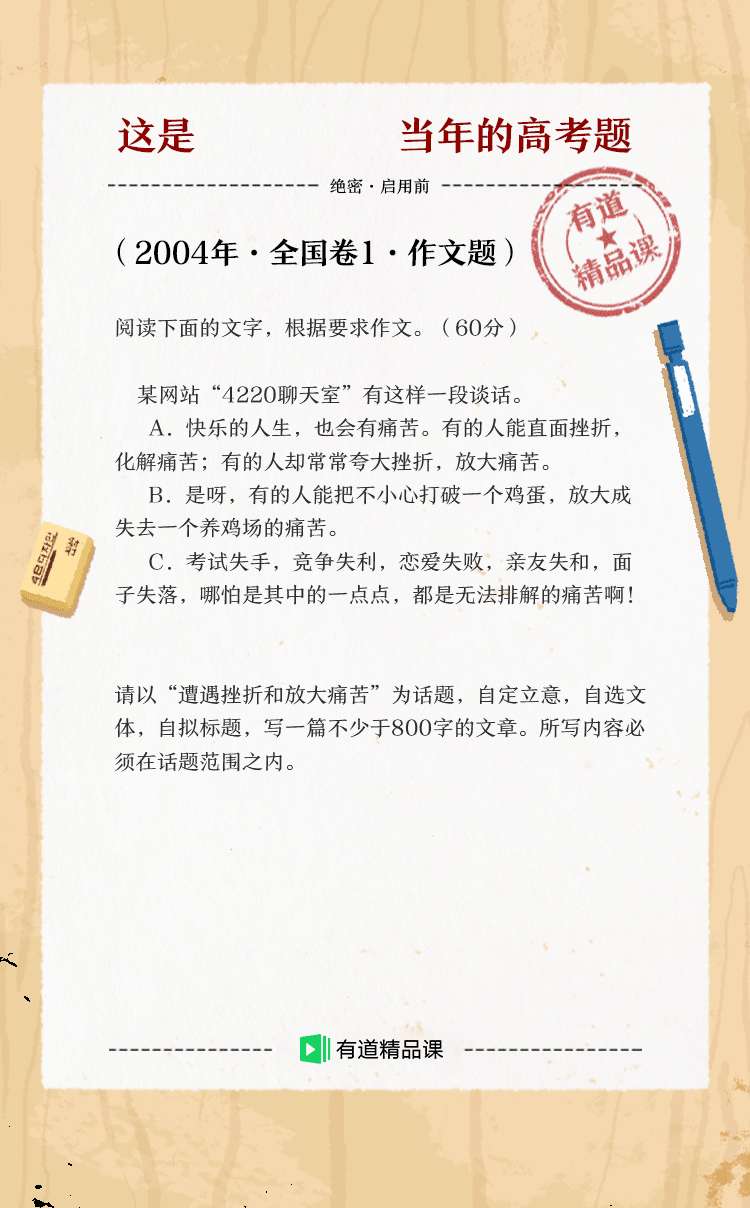 这是 当年的高考题
绝密·启用前
有道
精品课
(2004年·全国卷1·作文题)
阅读下面的文字，根据要求作文。(60分)
某网站“4220聊天室”有这样一段谈话。
A．快乐的人生，也会有痛苦。有的人能直面挫折，
化解痛苦；有的人却常常夸大挫折，放大痛苦。
B．是呀，有的人能把不小心打破一个鸡蛋，放大成
失去一个养鸡场的痛苦。
C．考试失手，竞争失利，恋爱失败，亲友失和，面
子失落，哪怕是其中的一点点，都是无法排解的痛苦啊！
请以“遭遇挫折和放大痛苦”为话题，自定立意，自选文
体，自拟标题，写一篇不少于800字的文章。所写内容必
须在话题范围之内。
有道精品课